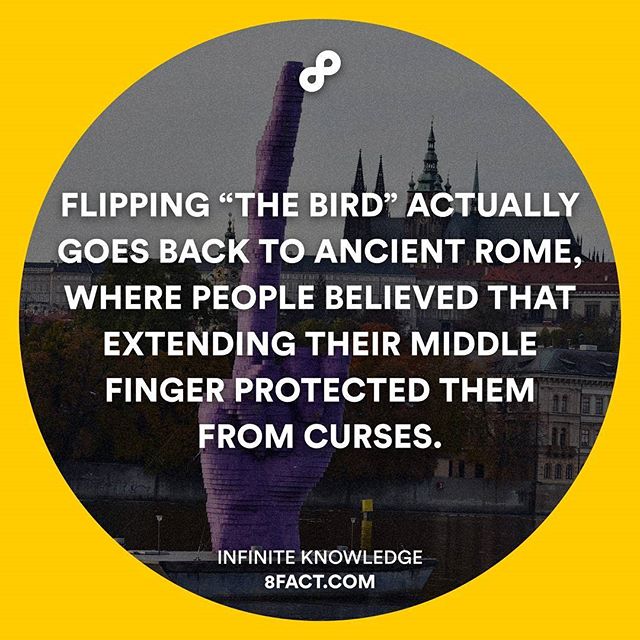 FLIPPING “THE BIRD” ACTUALLY
GOES BACK TO ANCIENT ROME,
WHERE PEOPLE BELIEVED THAT
EXTENDING THEIR MIDDLE
FINGER PROTECTED THEM
FROM CURSES.
INFINITE KNOWLEDGE
8FACT.COM